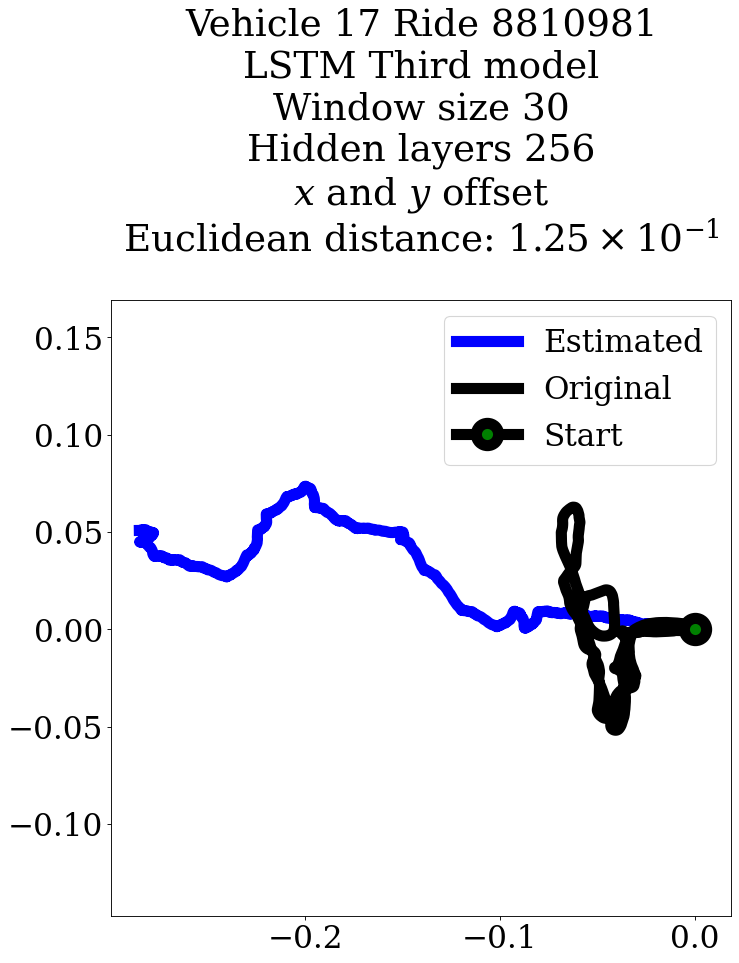 Vehicle 17 Ride 8810981
LSTM Third model
Window size 30
Hidden layers 256
x and y offset
Euclidean distance: 1.25 × 10⁻¹
Estimated
Original
Start
0.15
0.10
0.05
0.00
−0.05
−0.10
−0.2
−0.1
0.0